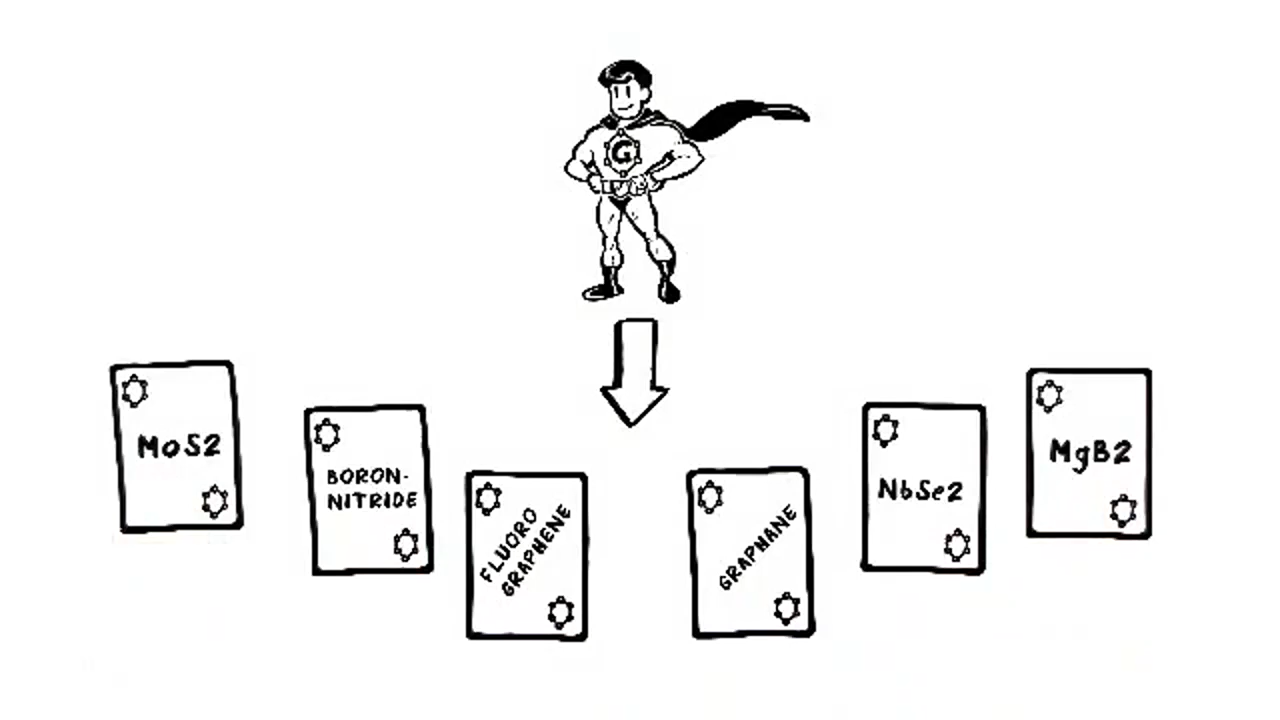 G
MoS2
BORON-
NITRIDE
FLUORO
GRAPHENE
GRAPHANE
NbSe2
MgB2